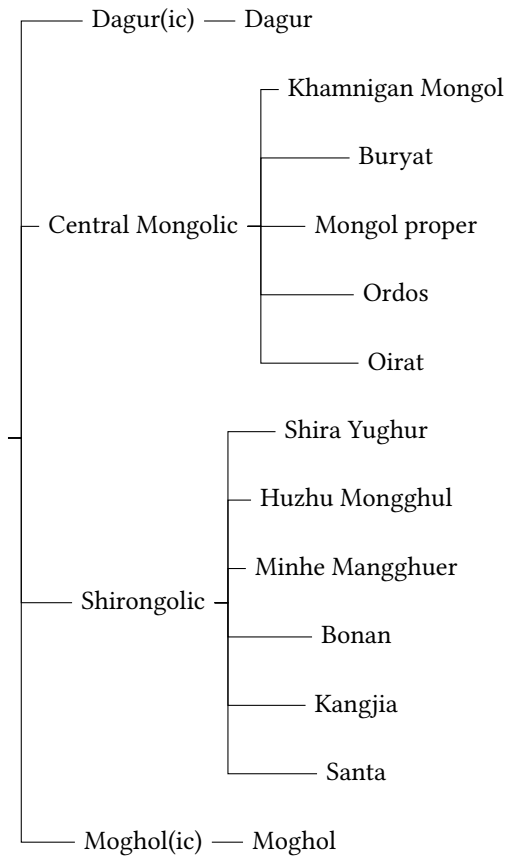 Dagur(ic) Dagur
Khamnigan Mongol
Buryat
Central Mongolic Mongol proper
Ordos
Oirat
Shira Yughur
Huzhu Mongghul
Minhe Mangghuer
Shirongolic
Bonan
Kangjia
Santa
Moghol(ic) Moghol